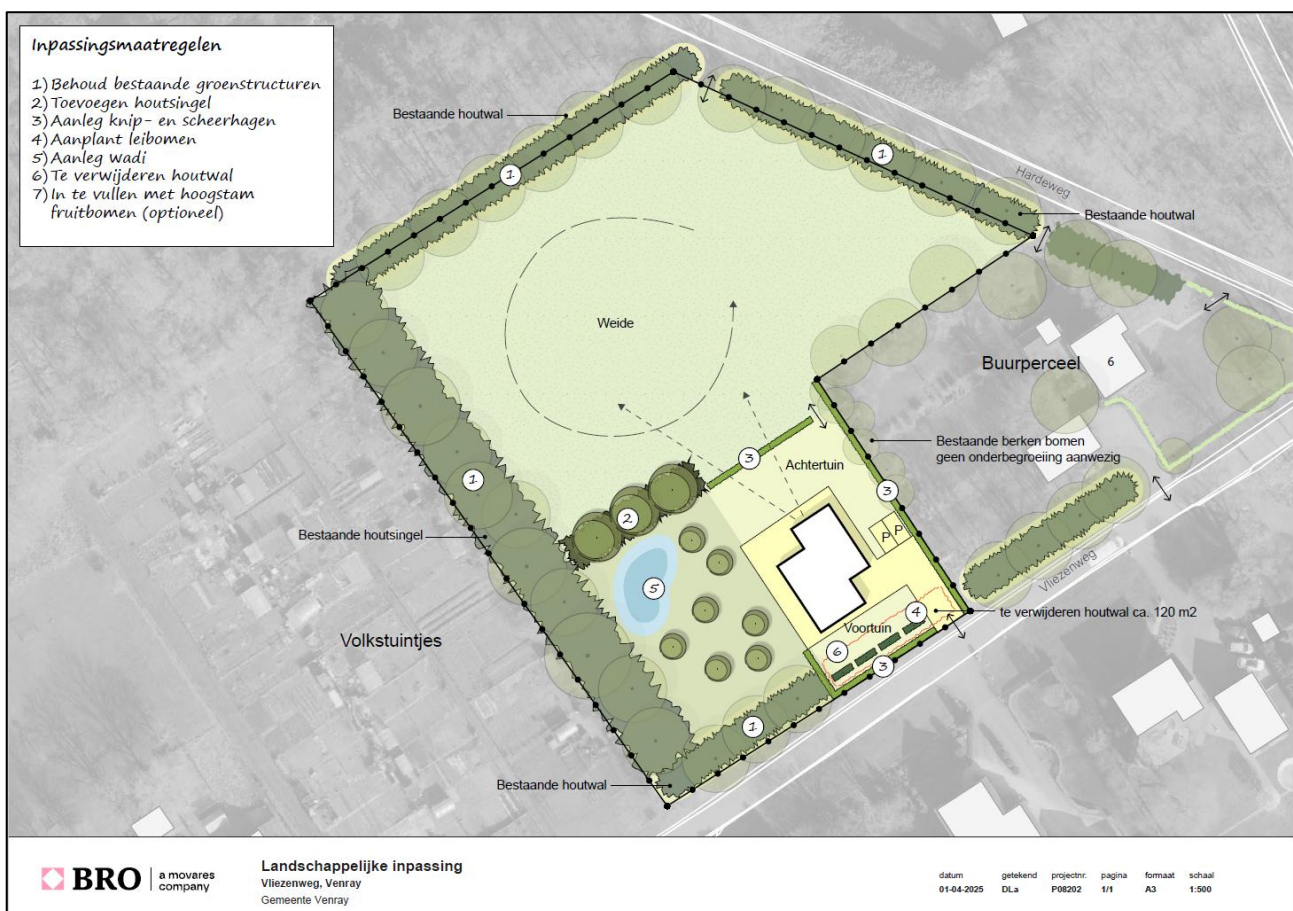 Inpassingsmaatregelen
1) Behoud bestaande groenstructuren
2) Toevoegen houtsingel
3) Aanleg knip- en scheerhagen
4) Aanplant leibomen
5) Aanleg wadi
6) Te verwijderen houtwal
7) In te vullen met hoogstam
fruitbomen (optioneel)
Bestaande houtwal
1
1
Hardeweg
Bestaande houtwal
Weide
Buurperceel
6
Bestaande berken bomen
geen onderbegroeiing aanwezig
3
Achtertuin
3
1
2
Bestaande houtsingel
P P
Vliezenweg
5
4
te verwijderen houtwal ca. 120 m2
Voortuin
6
3
Volkstuintjes
1
Bestaande houtwal
BRO
a movares
company
Landschappelijke inpassing
Vliezenweg, Venray
Gemeente Venray
datum getekend projectnr. pagina formaat schaal
01-04-2025 DLa P08202 1/1 A3 1:500